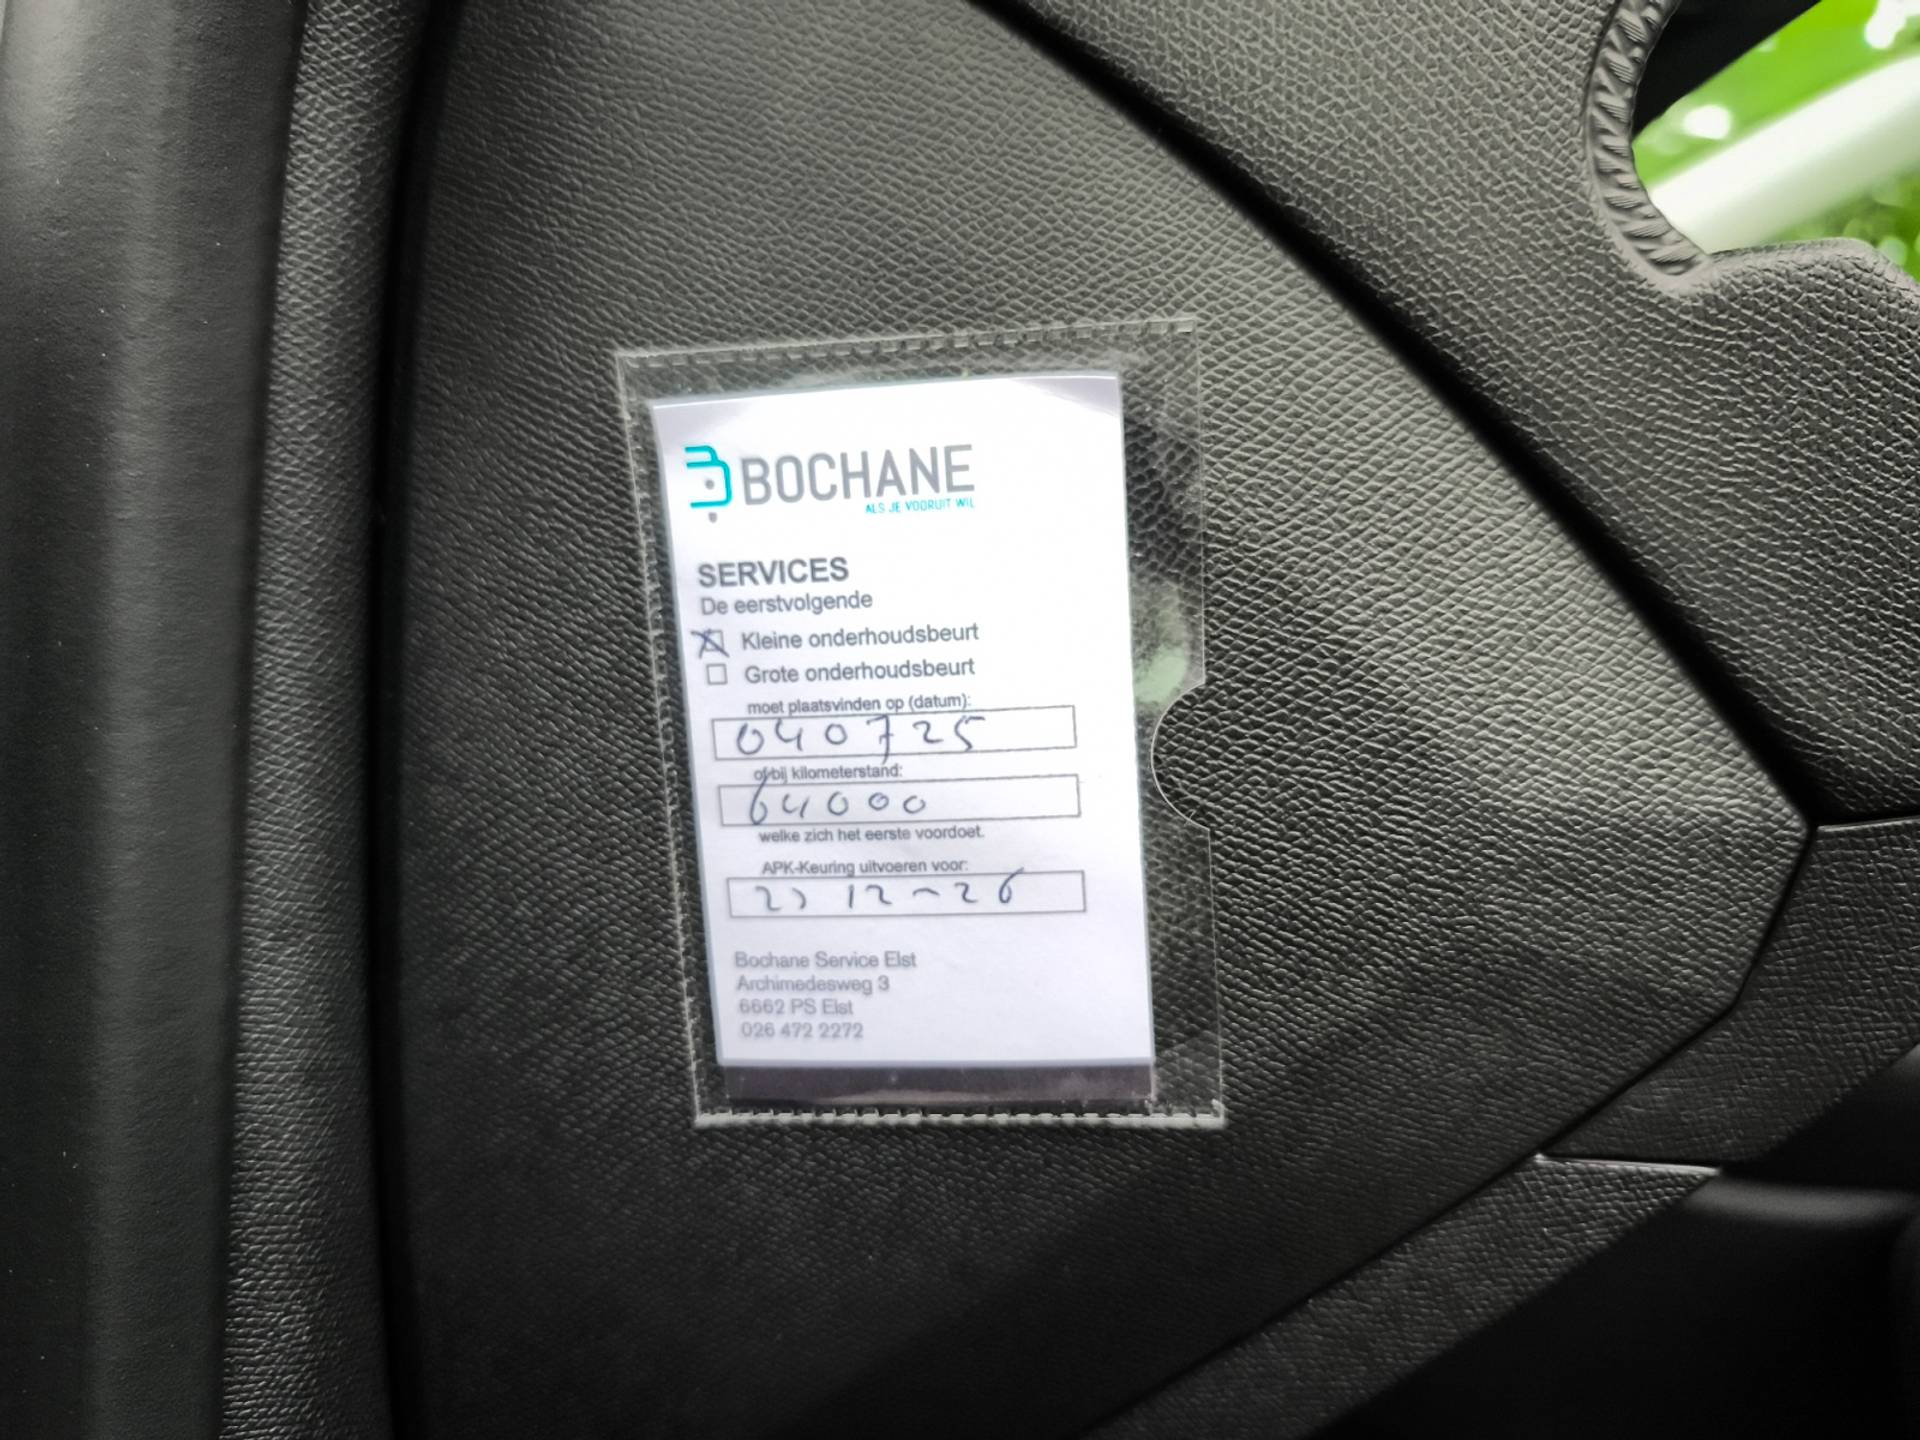 BOCHANE
ALS JE VOORUIT WIL
SERVICES
De eerstvolgende
Kleine onderhoudsbeurt
Grote onderhoudsbeurt
moet plaatsvinden op (datum):
040725
of bij kilometerstand:
64000
welke zich het eerste voordoet.
APK-Keuring uitvoeren voor:
12-26
Bochane Service Elst
Archimedesweg 3
6662 PS Elst
026 472 2272